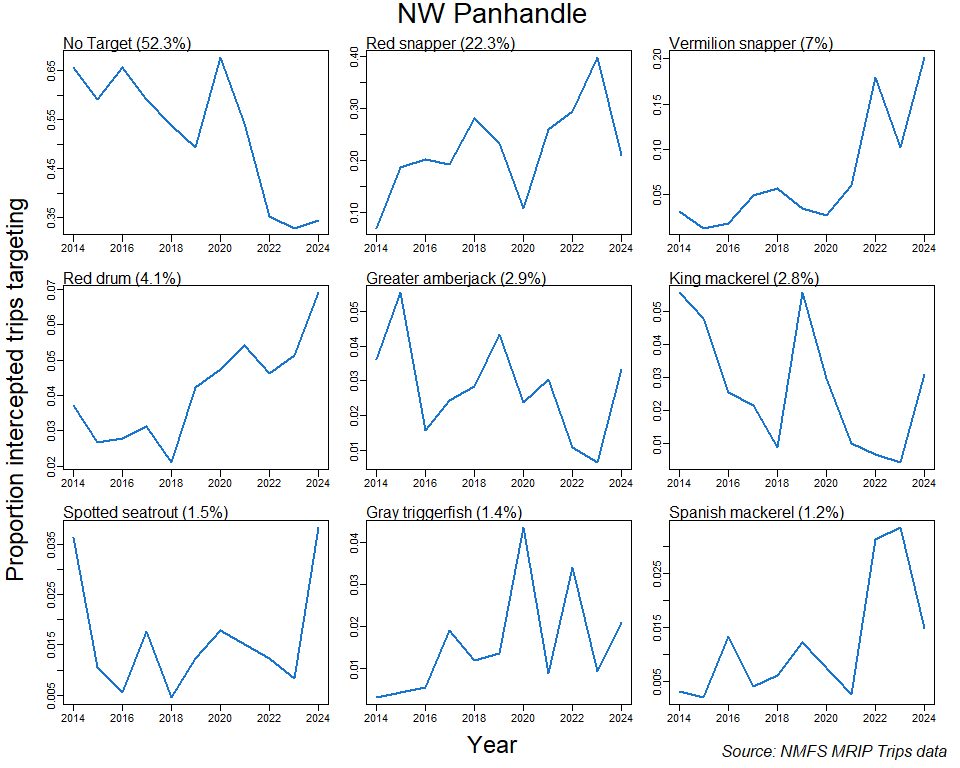 NW Panhandle
No Target (52.3%)
Red snapper (22.3%)
Vermilion snapper (7%)
0.35 0.45 0.55 0.65
0.10 0.20 0.30 0.40
0.05 0.10 0.15 0.20
2014 2016 2018 2020 2022 2024
2014 2016 2018 2020 2022 2024
2014 2016 2018 2020 2022 2024
Proportion intercepted trips targeting
Red drum (4.1%)
Greater amberjack (2.9%)
King mackerel (2.8%)
0.02 0.03 0.04 0.05 0.06 0.07
0.01 0.02 0.03 0.04 0.05
0.01 0.02 0.03 0.04 0.05
2014 2016 2018 2020 2022 2024
2014 2016 2018 2020 2022 2024
2014 2016 2018 2020 2022 2024
Spotted seatrout (1.5%)
Gray triggerfish (1.4%)
Spanish mackerel (1.2%)
0.005 0.015 0.025 0.035
0.01 0.02 0.03 0.04
0.005 0.015 0.025
2014 2016 2018 2020 2022 2024
2014 2016 2018 2020 2022 2024
2014 2016 2018 2020 2022 2024
Year
Source: NMFS MRIP Trips data